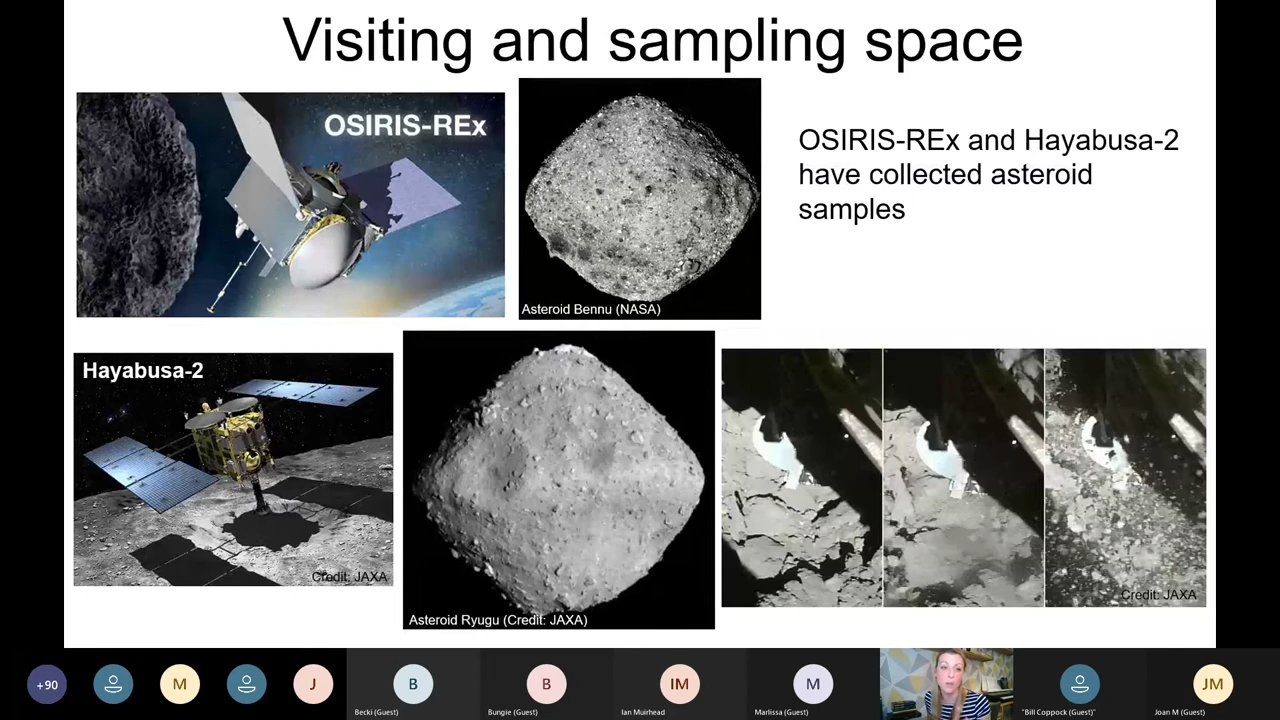 Visiting and sampling space
OSIRIS-REx
Asteroid Bennu (NASA)
OSIRIS-REx and Hayabusa-2
have collected asteroid
samples
Hayabusa-2
Credit: JAXA
Asteroid Ryugu (Credit: JAXA)
Credit: JAXA
+90
M
J
B
Becki (Guest)
B
Bungie (Guest)
IM
Ian Muirhead
M
Marlissa (Guest)
"Bill Coppock (Guest)"
JM
Joan M (Guest)